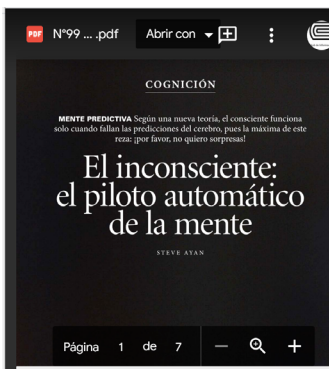 N°99 ... .pdf Abrir con
COGNICIÓN
MENTE PREDICTIVA Según una nueva teoría, el consciente funciona
solo cuando fallan las predicciones del cerebro, pues la máxima de este
reza: ¡por favor, no quiero sorpresas!
El inconsciente:
el piloto automático
de la mente
STEVE AYAN
Página 1 de 7